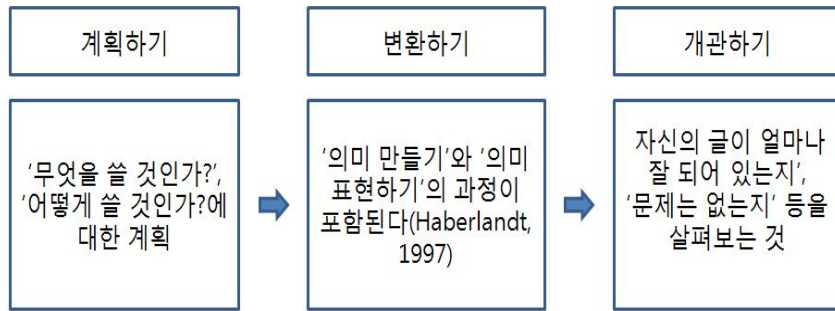 계획하기
변환하기
개관하기
'무엇을 쓸 것인가?',
'어떻게 쓸 것인가?에
대한 계획
'의미 만들기'와 '의미
표현하기'의 과정이
포함된다(Haberlandt,
1997)
자신의 글이 얼마나
잘 되어 있는지',
'문제는 없는지' 등을
살펴보는 것